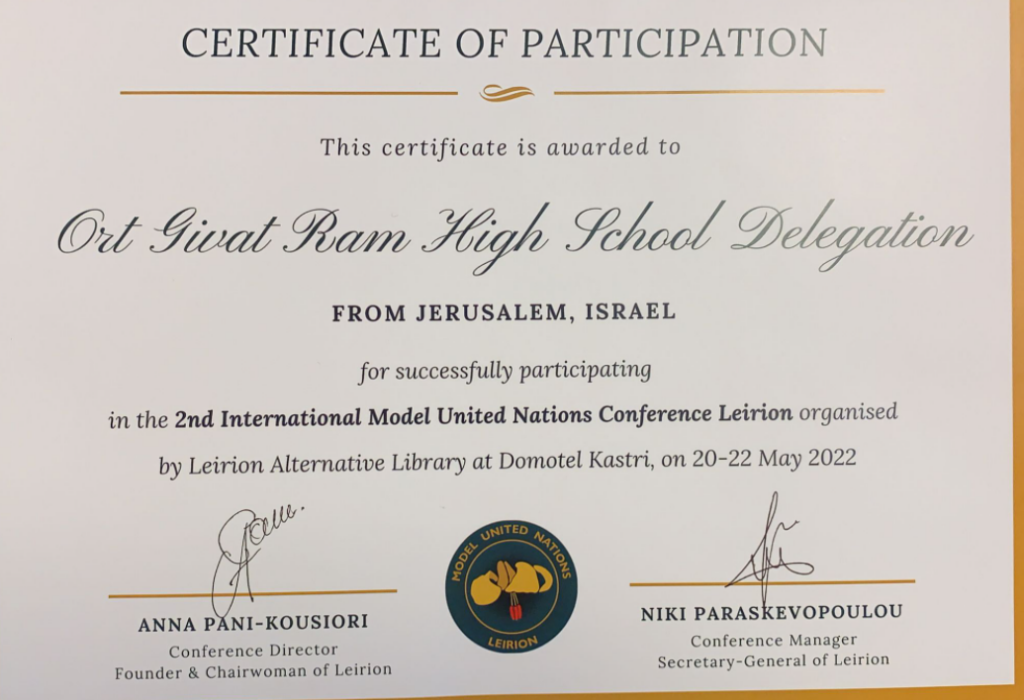 CERTIFICATE OF PARTICIPATION
This certificate is awarded to
Ort Givat Ram High School Delegation
FROM JERUSALEM, ISRAEL
for successfully participating
in the 2nd International Model United Nations Conference Leirion organised
by Leirion Alternative Library at Domotel Kastri, on 20-22 May 2022
MODEL UNITED NATIONS
LEIRION
ANNA PANI-KOUSIORI
Conference Director
Founder & Chairwoman of Leirion
NIKI PARASKEVOPOULOU
Conference Manager
Secretary-General of Leirion